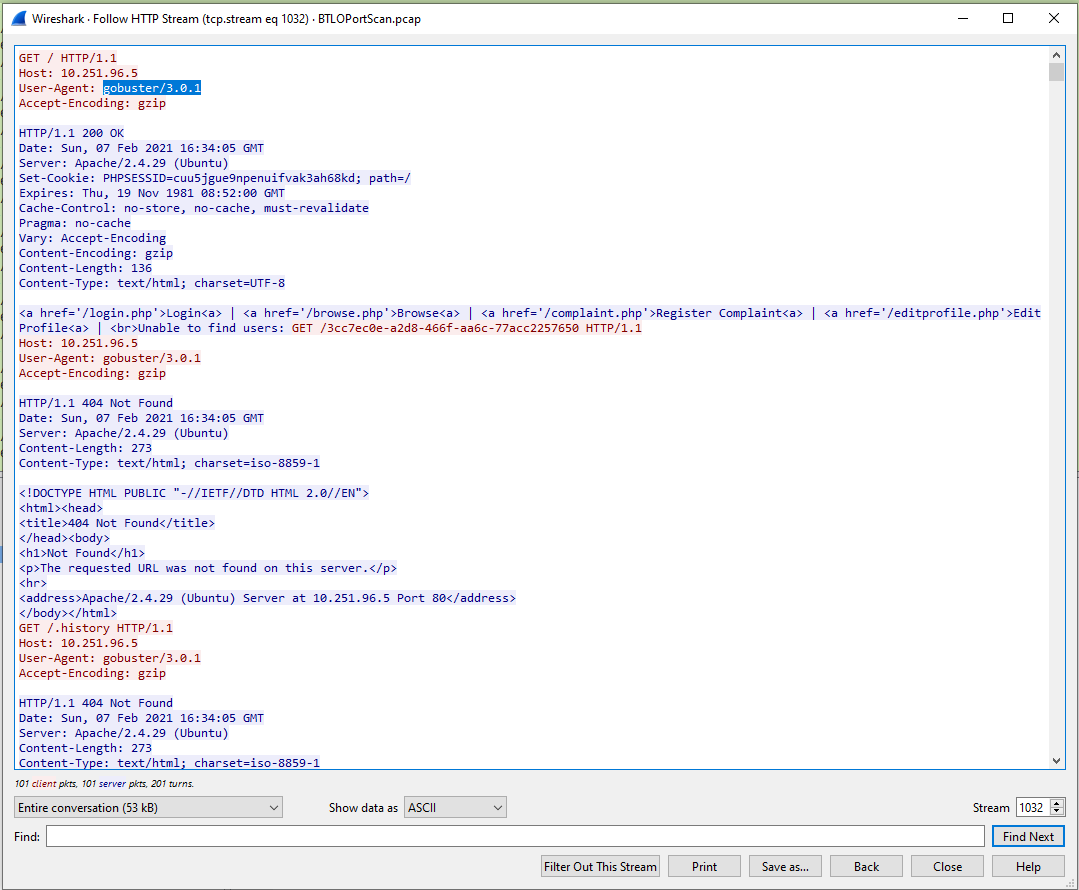 Wireshark · Follow HTTP Stream (tcp.stream eq 1032) · BTLOPortScan.pcap
GET / HTTP/1.1
Host: 10.251.96.5
User-Agent: gobuster/3.0.1
Accept-Encoding: gzip
HTTP/1.1 200 OK
Date: Sun, 07 Feb 2021 16:34:05 GMT
Server: Apache/2.4.29 (Ubuntu)
Set-Cookie: PHPSESSID=cuu5jgue9npenuifvak3ah68kd; path=/
Expires: Thu, 19 Nov 1981 08:52:00 GMT
Cache-Control: no-store, no-cache, must-revalidate
Pragma: no-cache
Vary: Accept-Encoding
Content-Encoding: gzip
Content-Length: 136
Content-Type: text/html; charset=UTF-8
<a href='/login.php'>Login<a> | <a href='/browse.php'>Browse<a> | <a href='/complaint.php'>Register Complaint<a> | <a href='/editprofile.php'>Edit
Profile<a> | <br>Unable to find users: GET /3cc7ec0e-a2d8-466f-aa6c-77acc2257650 HTTP/1.1
Host: 10.251.96.5
User-Agent: gobuster/3.0.1
Accept-Encoding: gzip
HTTP/1.1 404 Not Found
Date: Sun, 07 Feb 2021 16:34:05 GMT
Server: Apache/2.4.29 (Ubuntu)
Content-Length: 273
Content-Type: text/html; charset=iso-8859-1
<!DOCTYPE HTML PUBLIC "-//IETF//DTD HTML 2.0//EN">
<html><head>
<title>404 Not Found</title>
</head><body>
<h1>Not Found</h1>
<p>The requested URL was not found on this server.</p>
<hr>
<address>Apache/2.4.29 (Ubuntu) Server at 10.251.96.5 Port 80</address>
</body></html>
GET /.history HTTP/1.1
Host: 10.251.96.5
User-Agent: gobuster/3.0.1
Accept-Encoding: gzip
HTTP/1.1 404 Not Found
Date: Sun, 07 Feb 2021 16:34:05 GMT
Server: Apache/2.4.29 (Ubuntu)
Content-Length: 273
Content-Type: text/html; charset=iso-8859-1
101 client pkts, 101 server pkts, 201 turns.
Entire conversation (53 kB) Show data as ASCII Stream 1032
Find: Find Next
Filter Out This Stream Print Save as... Back Close Help